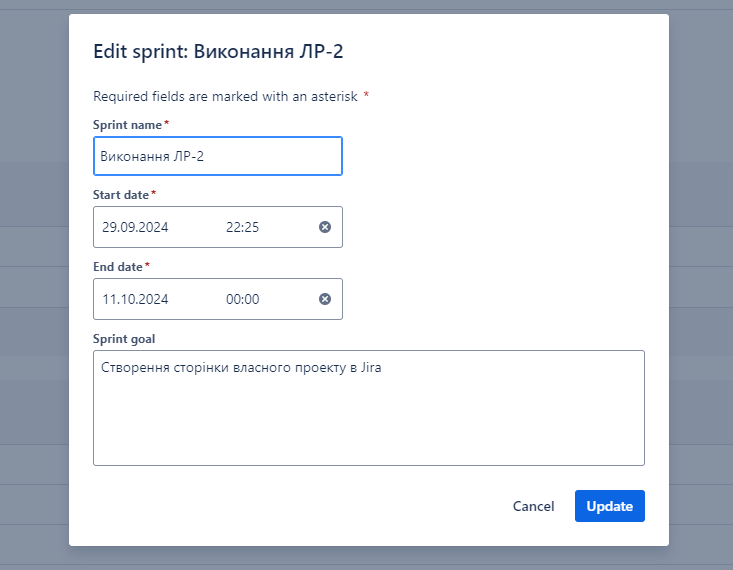 Edit sprint: Виконання ЛР-2
Required fields are marked with an asterisk *
Sprint name*
Виконання ЛР-2
Start date*
29.09.2024 22:25
End date*
11.10.2024 00:00
Sprint goal
Створення сторінки власного проекту в Jira
Cancel Update